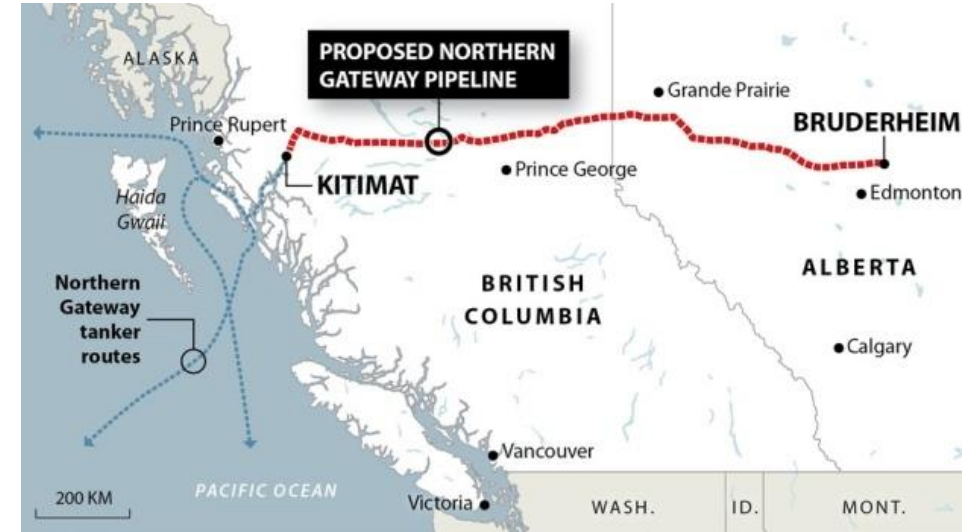 ALASKA
PROPOSED NORTHERN
GATEWAY PIPELINE
Grande Prairie
Prince Rupert
BRUDERHEIM
KITIMAT
Prince George
Edmonton
Haida
Gwaii
BRITISH
COLUMBIA
ALBERTA
Northern
Gateway
tanker
routes
Calgary
Vancouver
200 KM
PACIFIC OCEAN
Victoria
WASH.
ID.
MONT.